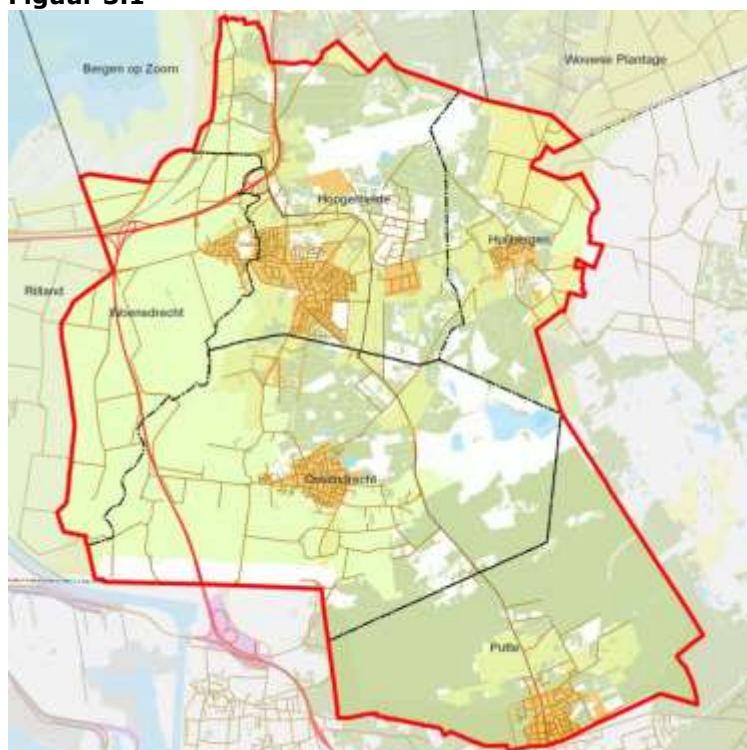 Figuur 3.1
Bergen op Zoom
Wouwse Plantage
Hoogerheide
Huijbergen
Rilland
Woensdrecht
Ossendrecht
Putte